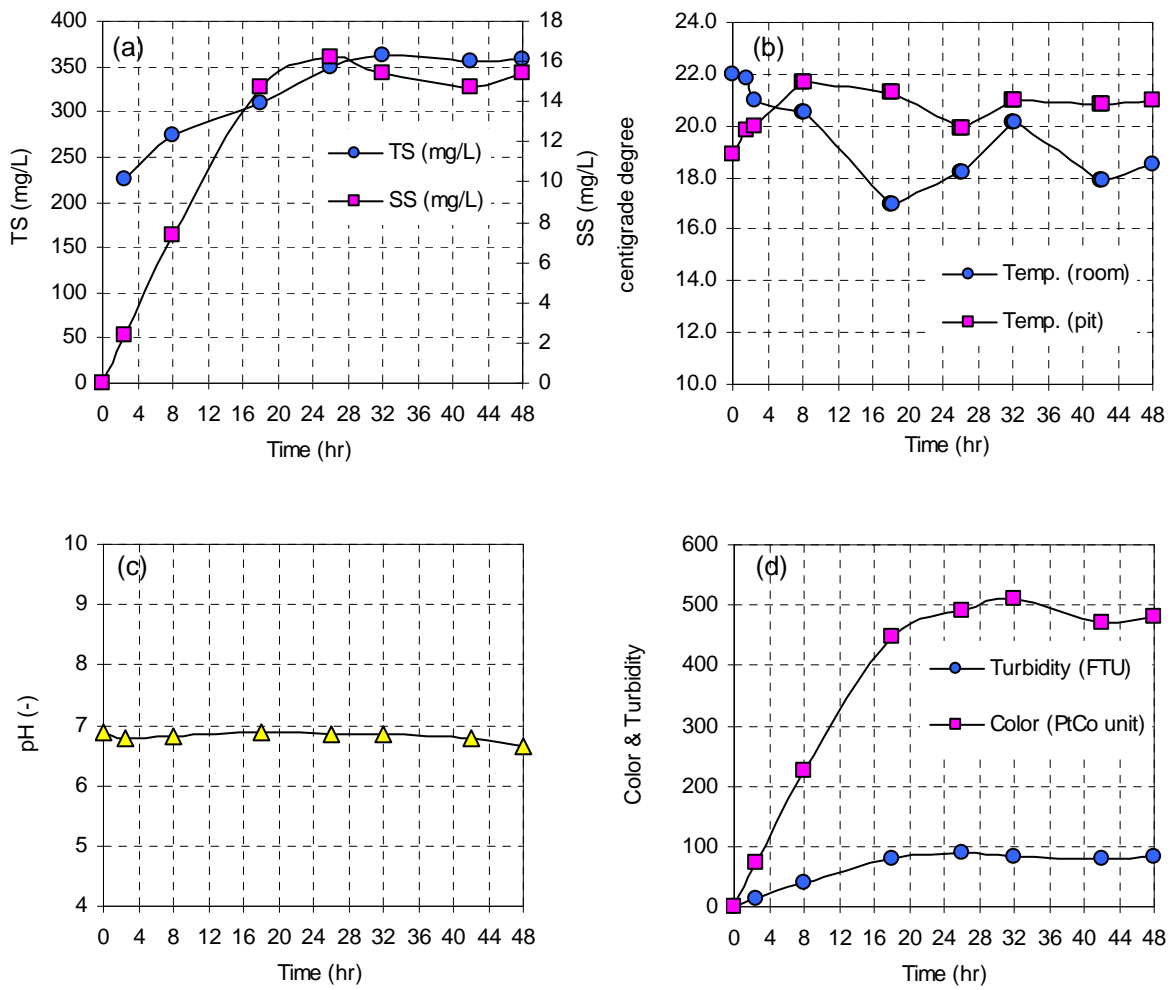 (a)
TS (mg/L)
400
350
300
250
200
150
100
50
0
18
16
14
12
10
8
6
4
2
0
SS (mg/L)
TS (mg/L)
SS (mg/L)
0 4 8 12 16 20 24 28 32 36 40 44 48
Time (hr)
(b)
centigrade degree
24.0
22.0
20.0
18.0
16.0
14.0
12.0
10.0
Temp. (room)
Temp. (pit)
0 4 8 12 16 20 24 28 32 36 40 44 48
Time (hr)
(c)
pH (-)
10
9
8
7
6
5
4
0 4 8 12 16 20 24 28 32 36 40 44 48
Time (hr)
(d)
Color & Turbidity
600
500
400
300
200
100
0
Turbidity (FTU)
Color (PtCo unit)
0 4 8 12 16 20 24 28 32 36 40 44 48
Time (hr)